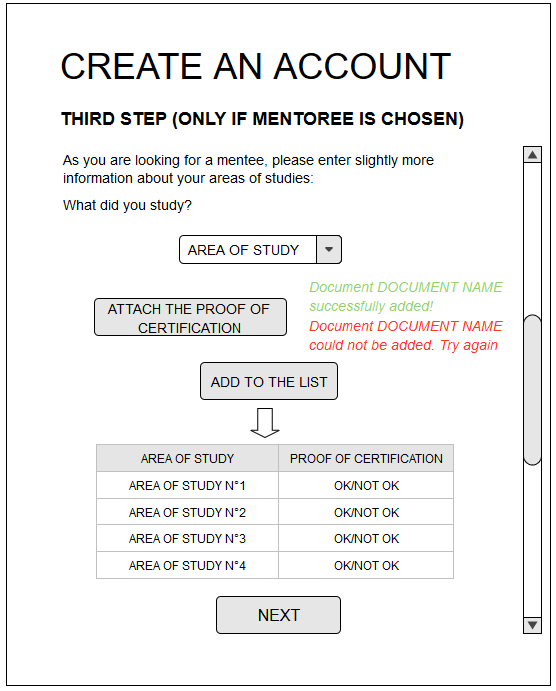 CREATE AN ACCOUNT
THIRD STEP (ONLY IF MENTOREE IS CHOSEN)
As you are looking for a mentee, please enter slightly more
information about your areas of studies:
What did you study?
AREA OF STUDY
ATTACH THE PROOF OF
CERTIFICATION
Document DOCUMENT NAME
successfully added!
Document DOCUMENT NAME
could not be added. Try again
ADD TO THE LIST
AREA OF STUDY PROOF OF CERTIFICATION
AREA OF STUDY N°1 OK/NOT OK
AREA OF STUDY N°2 OK/NOT OK
AREA OF STUDY N°3 OK/NOT OK
AREA OF STUDY N°4 OK/NOT OK
NEXT